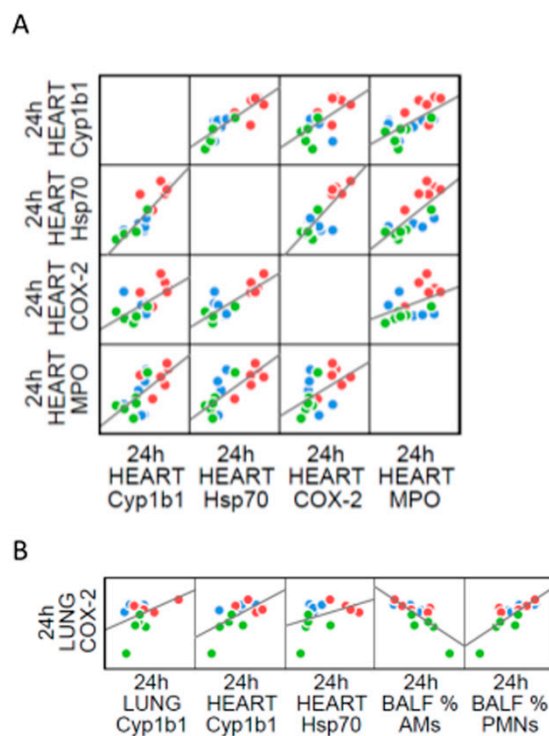 A
24h
HEART
Cyp1b1
24h
HEART
Hsp70
24h
HEART
COX-2
24h
HEART
MPO
24h
HEART
Cyp1b1
24h
HEART
Hsp70
24h
HEART
COX-2
24h
HEART
MPO
B
24h
LUNG
COX-2
24h
LUNG
Cyp1b1
24h
HEART
Cyp1b1
24h
HEART
Hsp70
24h
BALF %
AMs
24h
BALF %
PMNs